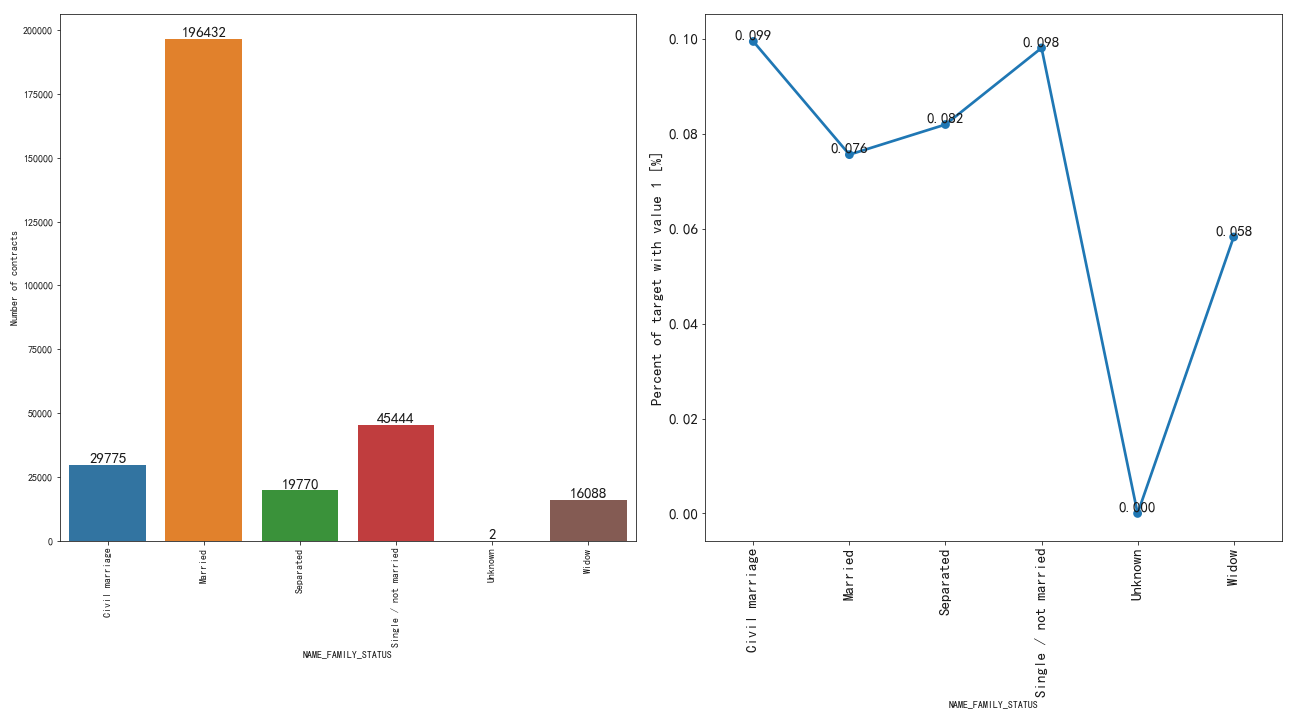 200000
175000
150000
125000
100000
75000
50000
25000
0
Number of contracts
29775
196432
19770
45444
2
16088
Civil marriage
Married
Separated
Single / not married
Unknown
Widow
NAME_FAMILY_STATUS
0.10
0.08
0.06
0.04
0.02
0.00
Percent of target with value 1 [%]
0.099
0.076
0.082
0.098
0.000
0.058
Civil marriage
Married
Separated
Single / not married
Unknown
Widow
NAME_FAMILY_STATUS